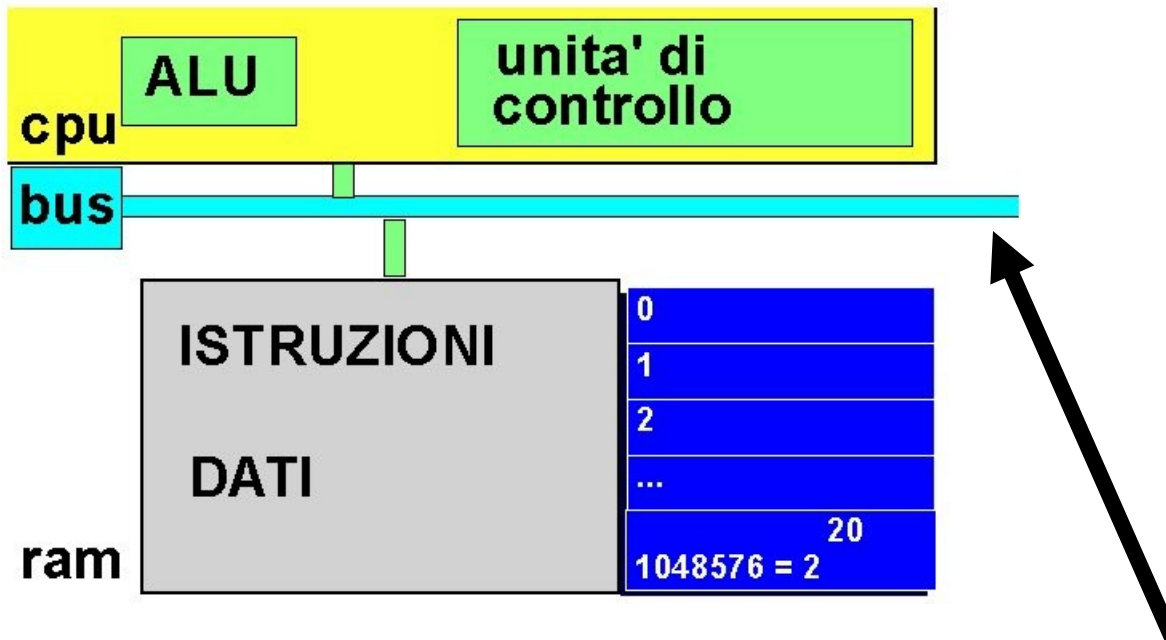 ALU
unita' di
controllo
cpu
bus
ISTRUZIONI
DATI
ram
0
1
2
...
20
1048576 = 2